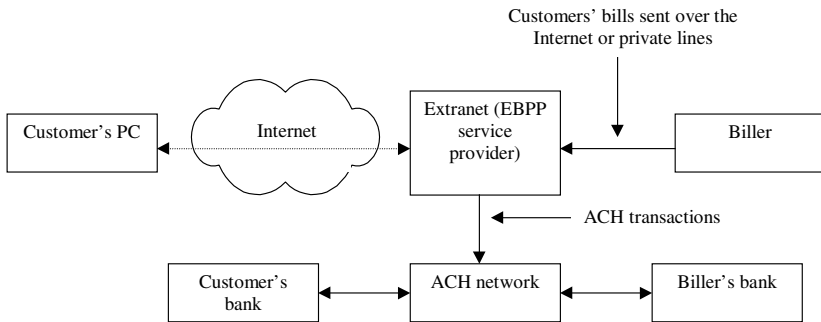 Customers' bills sent over the
Internet or private lines
Customer's PC
Internet
Extranet (EBPP
service
provider)
Biller
ACH transactions
Customer's
bank
ACH network
Biller's bank